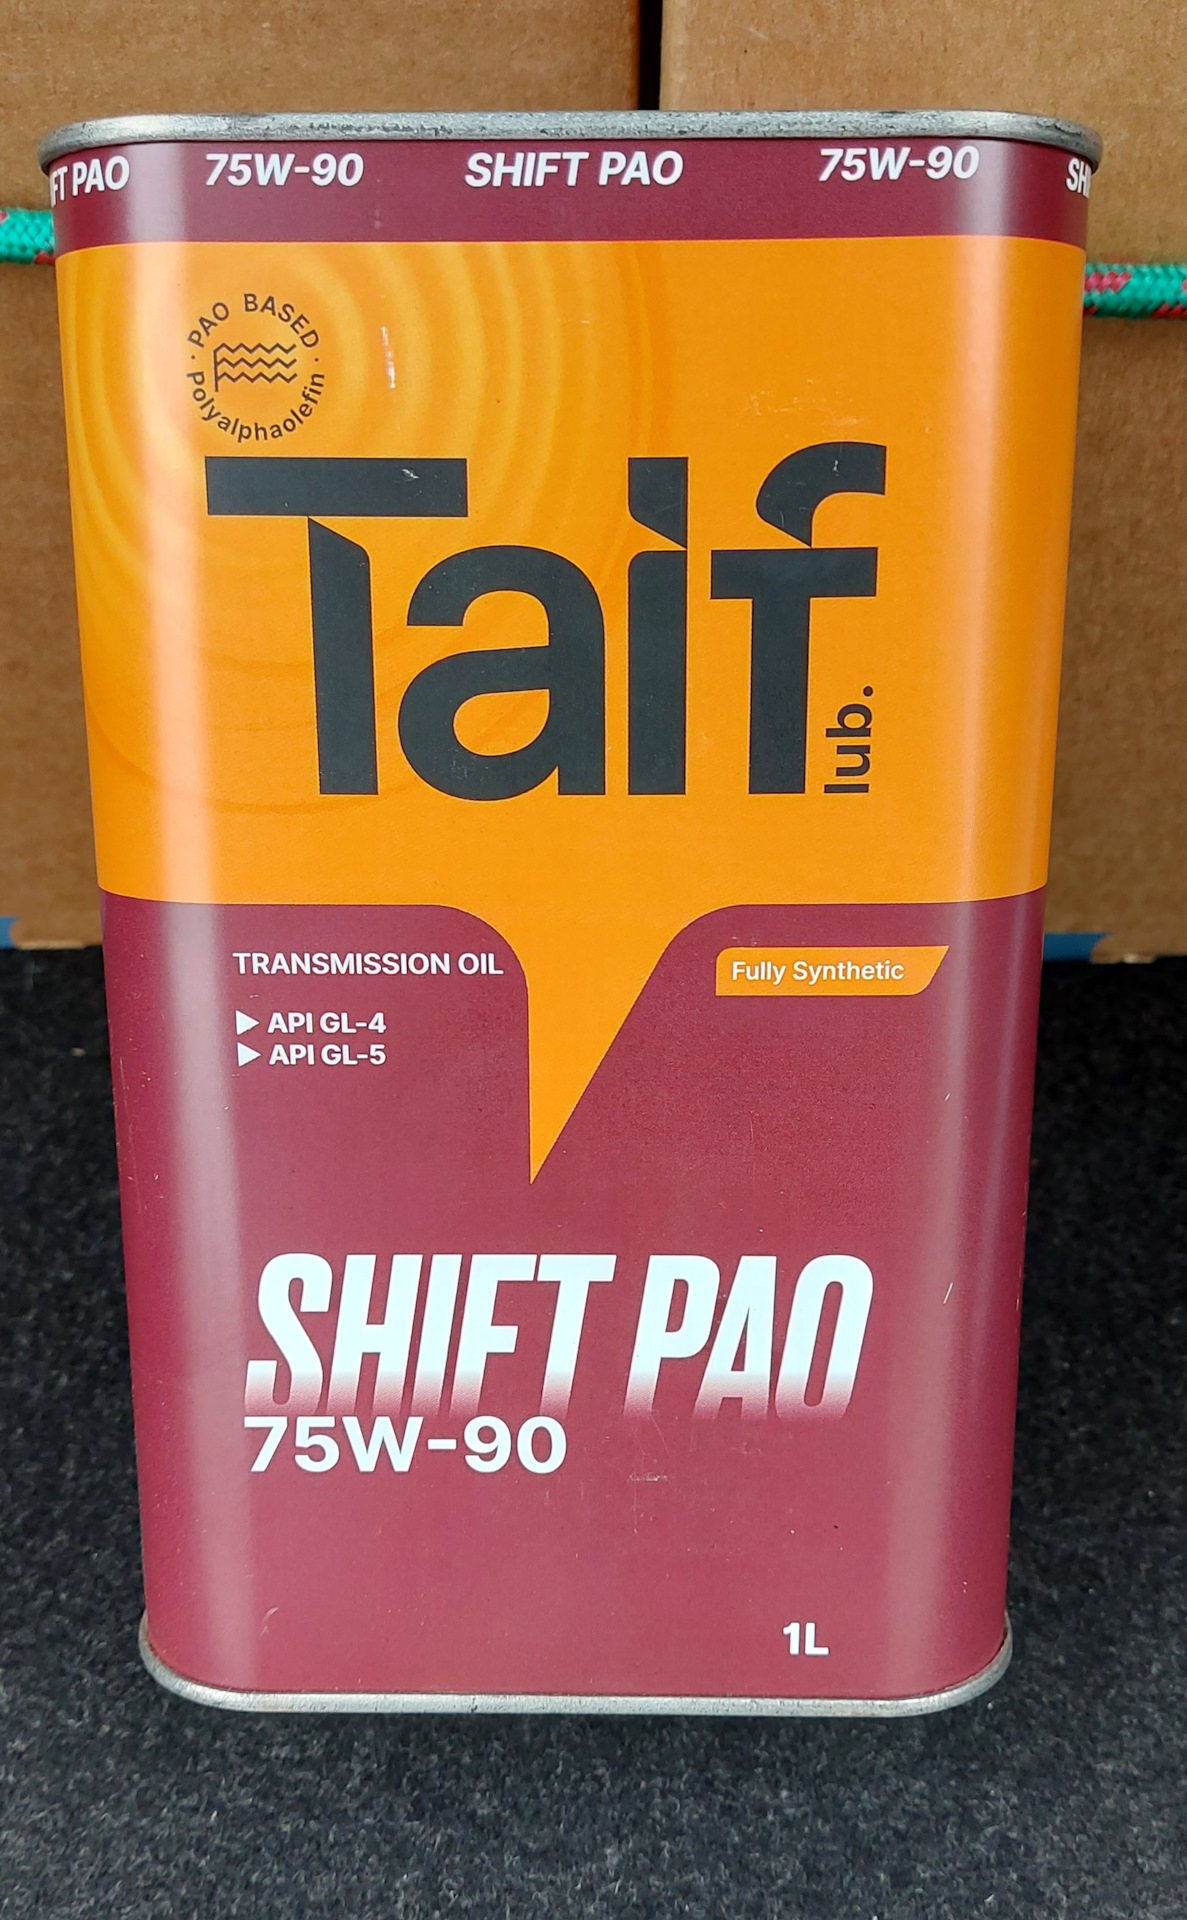 FT PAO 75W-90 SHIFT PAO 75W-90 SHI
PAO BASED
Polyalphaolefin
Taif
lub.
TRANSMISSION OIL
Fully Synthetic
API GL-4
API GL-5
SHIFT PAO
75W-90
1L